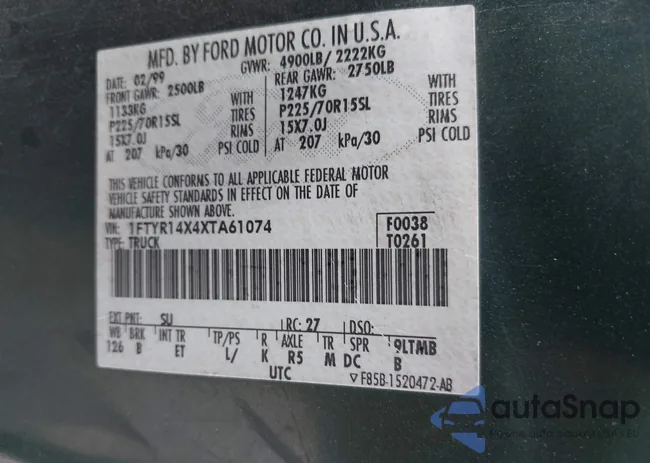 MFD. BY FORD MOTOR CO. IN U.S.A.
DATE: 02/99 GVWR: 4900LB/ 2222KG
FRONT GAWR: 2500LB REAR GAWR: 2750LB
1133KG WITH 1247KG WITH
P225/70R15SL TIRES P225/70R15SL TIRES
15X7.0J RIMS 15X7.0J RIMS
AT 207 kPa/30 PSI COLD AT 207 kPa/30 PSI COLD
THIS VEHICLE CONFORMS TO ALL APPLICABLE FEDERAL MOTOR
VEHICLE SAFETY STANDARDS IN EFFECT ON THE DATE OF
MANUFACTURE SHOWN ABOVE.
VIN: 1FTYR14X4XTA61074 F0038
TYPE: TRUCK T0261
EXT PNT: SU RC: 27 DSO:
WB BRK INT TR TP/PS R AXLE TR SPR 9LTMB
126 B ET L/ K R5 M DC B
UTC F85B-1520472-AB
autoSnap